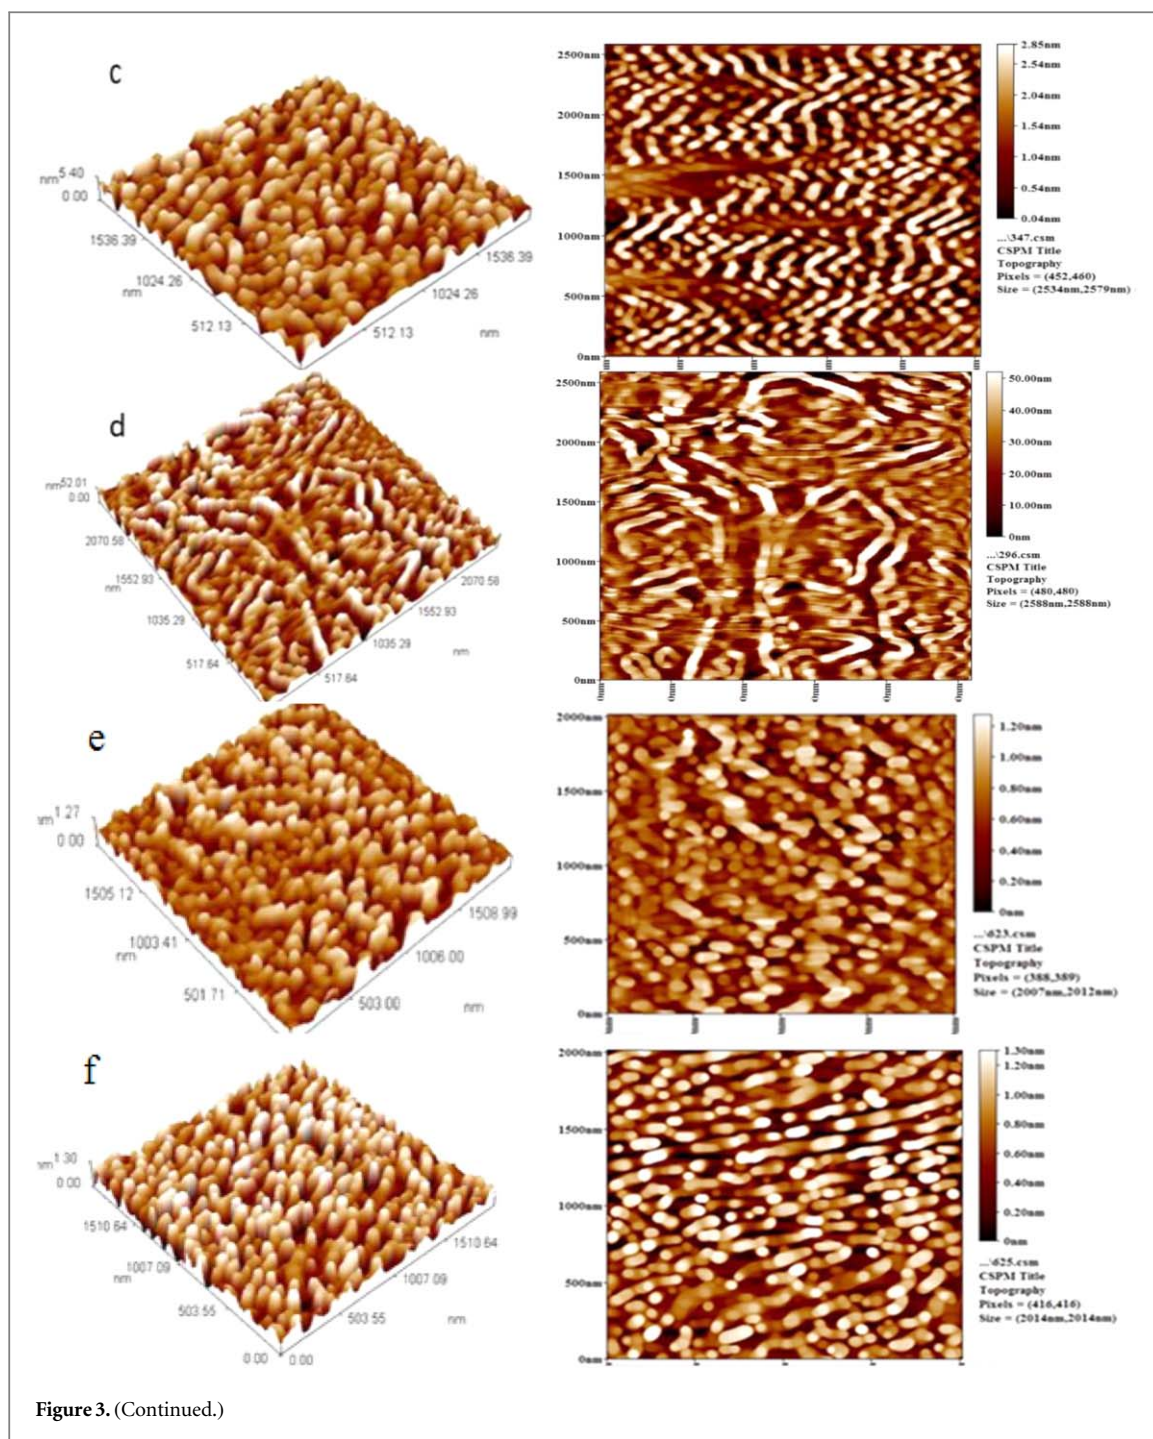 c
nm 5.40
0.00
1536.39
1024.26
nm
512.13
1536.39
1024.26
512.13
nm
2500nm
2000nm
1500nm
1000nm
500nm
0nm
2.85nm
2.54nm
2.04nm
1.54nm
1.04nm
0.54nm
0.04nm
...\347.csm
CSPM Title
Topography
Pixels = (452,460)
Size = (2534nm,2579nm)
d
nm 52.01
0.00
2070.58
1552.93
nm
1035.29
517.64
2070.58
1552.93
1035.29
nm
517.64
2500nm
2000nm
1500nm
1000nm
500nm
0nm
0nm
0nm
0nm
0nm
0nm
0nm
50.00nm
40.00nm
30.00nm
20.00nm
10.00nm
0nm
...\296.csm
CSPM Title
Topography
Pixels = (480,480)
Size = (2588nm,2588nm)
e
1.27
0.00
1505.12
1003.41
nm
501.71
1508.99
1006.00
503.00
nm
2000nm
1500nm
1000nm
500nm
0nm
1.20nm
1.00nm
0.80nm
0.60nm
0.40nm
0.20nm
0nm
...\623.csm
CSPM Title
Topography
Pixels = (388,389)
Size = (2007nm,2012nm)
f
1.30
0.00
1510.64
1007.09
nm
503.55
0.00
0.00
1510.64
1007.09
503.55
nm
2000nm
1500nm
1000nm
500nm
0nm
1.30nm
1.20nm
1.00nm
0.80nm
0.60nm
0.40nm
0.20nm
0nm
...\625.csm
CSPM Title
Topography
Pixels = (416,416)
Size = (2014nm,2014nm)
Figure 3. (Continued.)